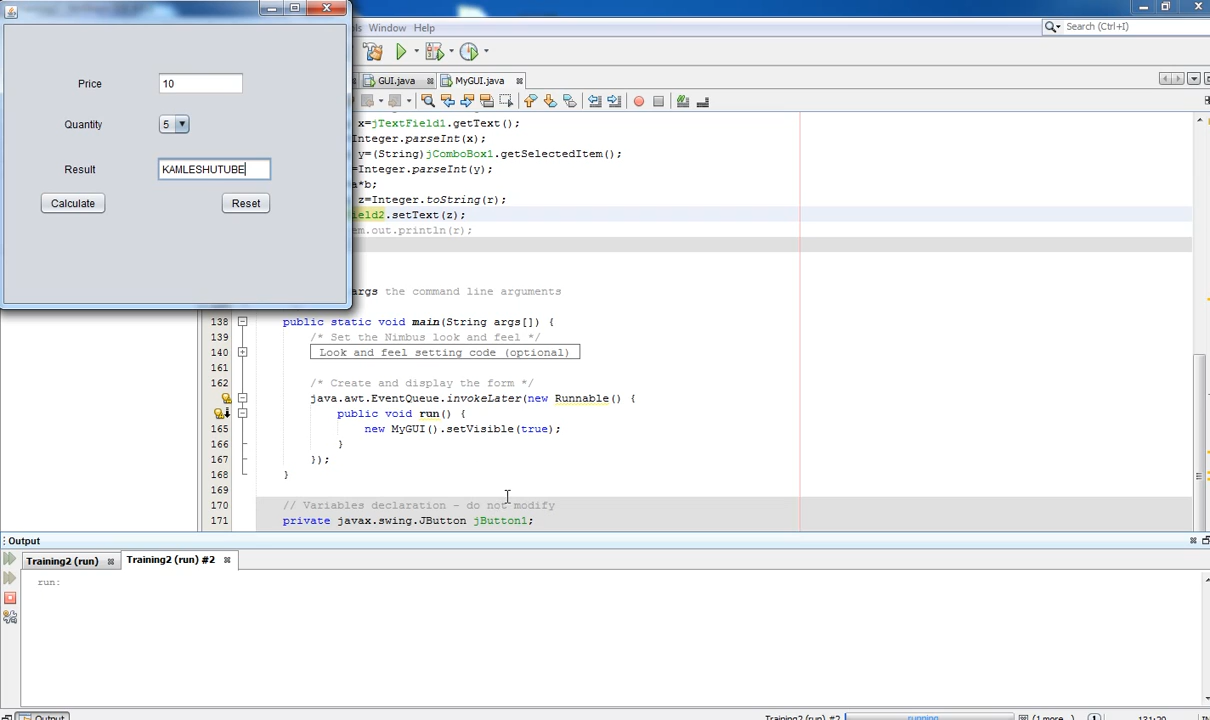 Price 10
Quantity 5
Result KAMLESHUTUBE
Calculate Reset
Window Help
Search (Ctrl+I)
GUI.java MyGUI.java
x=jTextField1.getText();
Integer.parseInt(x);
y=(String)jComboBox1.getSelectedItem();
=Integer.parseInt(y);
a*b;
z=Integer.toString(r);
ield2.setText(z);
em.out.println(r);
args the command line arguments
138 public static void main(String args[]) {
139 /* Set the Nimbus look and feel */
140 Look and feel setting code (optional)
161
162 /* Create and display the form */
java.awt.EventQueue.invokeLater(new Runnable() {
public void run() {
165 new MyGUI().setVisible(true);
166 }
167 });
168 }
169
170 // Variables declaration - do not modify
171 private javax.swing.JButton jButton1;
Output
Training2 (run) Training2 (run) #2
run:
Output Training2 (run) #2 running (1 more...) 1 131:20